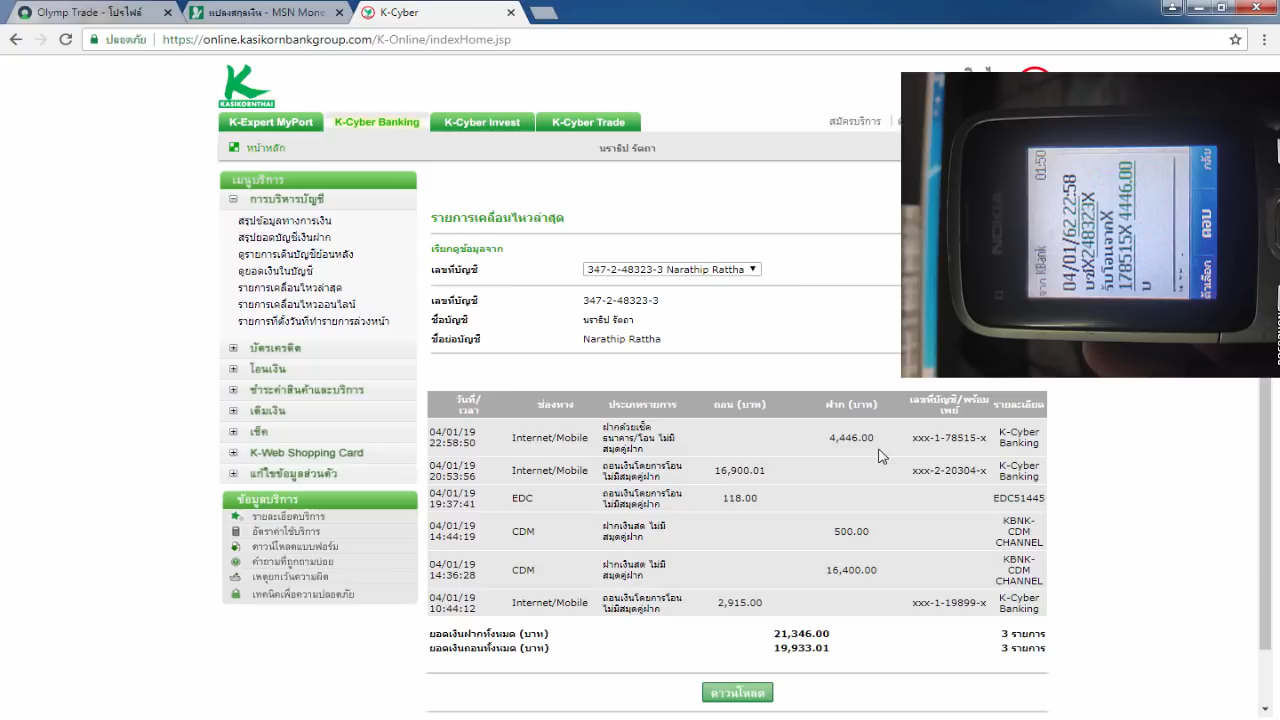 Olymp Trade - โปรไฟล์
แปลงสกุลเงิน - MSN Mone
K-Cyber
ปลอดภัย
https://online.kasikornbankgroup.com/K-Online/indexHome.jsp
KASIKORNTHAI
K-Expert MyPort
K-Cyber Banking
K-Cyber Invest
K-Cyber Trade
สมัครบริการ
หน้าหลัก
นราธิป รัตถา
เมนูบริการ
การบริหารบัญชี
สรุปข้อมูลทางการเงิน
สรุปยอดบัญชีเงินฝาก
ดูรายการเดินบัญชีย้อนหลัง
ดูยอดเงินในบัญชี
รายการเคลื่อนไหวล่าสุด
รายการเคลื่อนไหวออนไลน์
รายการที่ตั้งวันที่ทำรายการล่วงหน้า
บัตรเครดิต
โอนเงิน
ชำระค่าสินค้าและบริการ
เติมเงิน
เช็ค
K-Web Shopping Card
แก้ไขข้อมูลส่วนตัว
ข้อมูลบริการ
รายละเอียดบริการ
อัตราค่าใช้บริการ
ดาวน์โหลดแบบฟอร์ม
คำถามที่ถูกถามบ่อย
เหตุยกเว้นความผิด
เทคนิคเพื่อความปลอดภัย
รายการเคลื่อนไหวล่าสุด
เรียกดูข้อมูลจาก
เลขที่บัญชี 347-2-48323-3 Narathip Rattha
เลขที่บัญชี 347-2-48323-3
ชื่อบัญชี นราธิป รัตถา
ชื่อย่อบัญชี Narathip Rattha
วันที่/เวลา ช่องทาง ประเภทรายการ ถอน (บาท) ฝาก (บาท) เลขที่บัญชี/พร้อมเพย์ รายละเอียด
04/01/19 22:58:50 Internet/Mobile ฝากด้วยเช็คธนาคาร/โอน ไม่มีสมุดคู่ฝาก 4,446.00 xxx-1-78515-x K-Cyber Banking
04/01/19 20:53:56 Internet/Mobile ถอนเงินโดยการโอน ไม่มีสมุดคู่ฝาก 16,900.01 xxx-2-20304-x K-Cyber Banking
04/01/19 19:37:41 EDC ถอนเงินโดยการโอน ไม่มีสมุดคู่ฝาก 118.00 EDC51445
04/01/19 14:44:19 CDM ฝากเงินสด ไม่มีสมุดคู่ฝาก 500.00 KBNK-CDM CHANNEL
04/01/19 14:36:28 CDM ฝากเงินสด ไม่มีสมุดคู่ฝาก 16,400.00 KBNK-CDM CHANNEL
04/01/19 10:44:12 Internet/Mobile ถอนเงินโดยการโอน ไม่มีสมุดคู่ฝาก 2,915.00 xxx-1-19899-x K-Cyber Banking
ยอดเงินฝากทั้งหมด (บาท) 21,346.00 3 รายการ
ยอดเงินถอนทั้งหมด (บาท) 19,933.01 3 รายการ
ดาวน์โหลด
NOKIA
จาก KBank 01:50
04/01/62 22:58
บช X248323X
รับโอนจากX
178515X 4446.00
บ
ตัวเลือก ตอบ กลับ